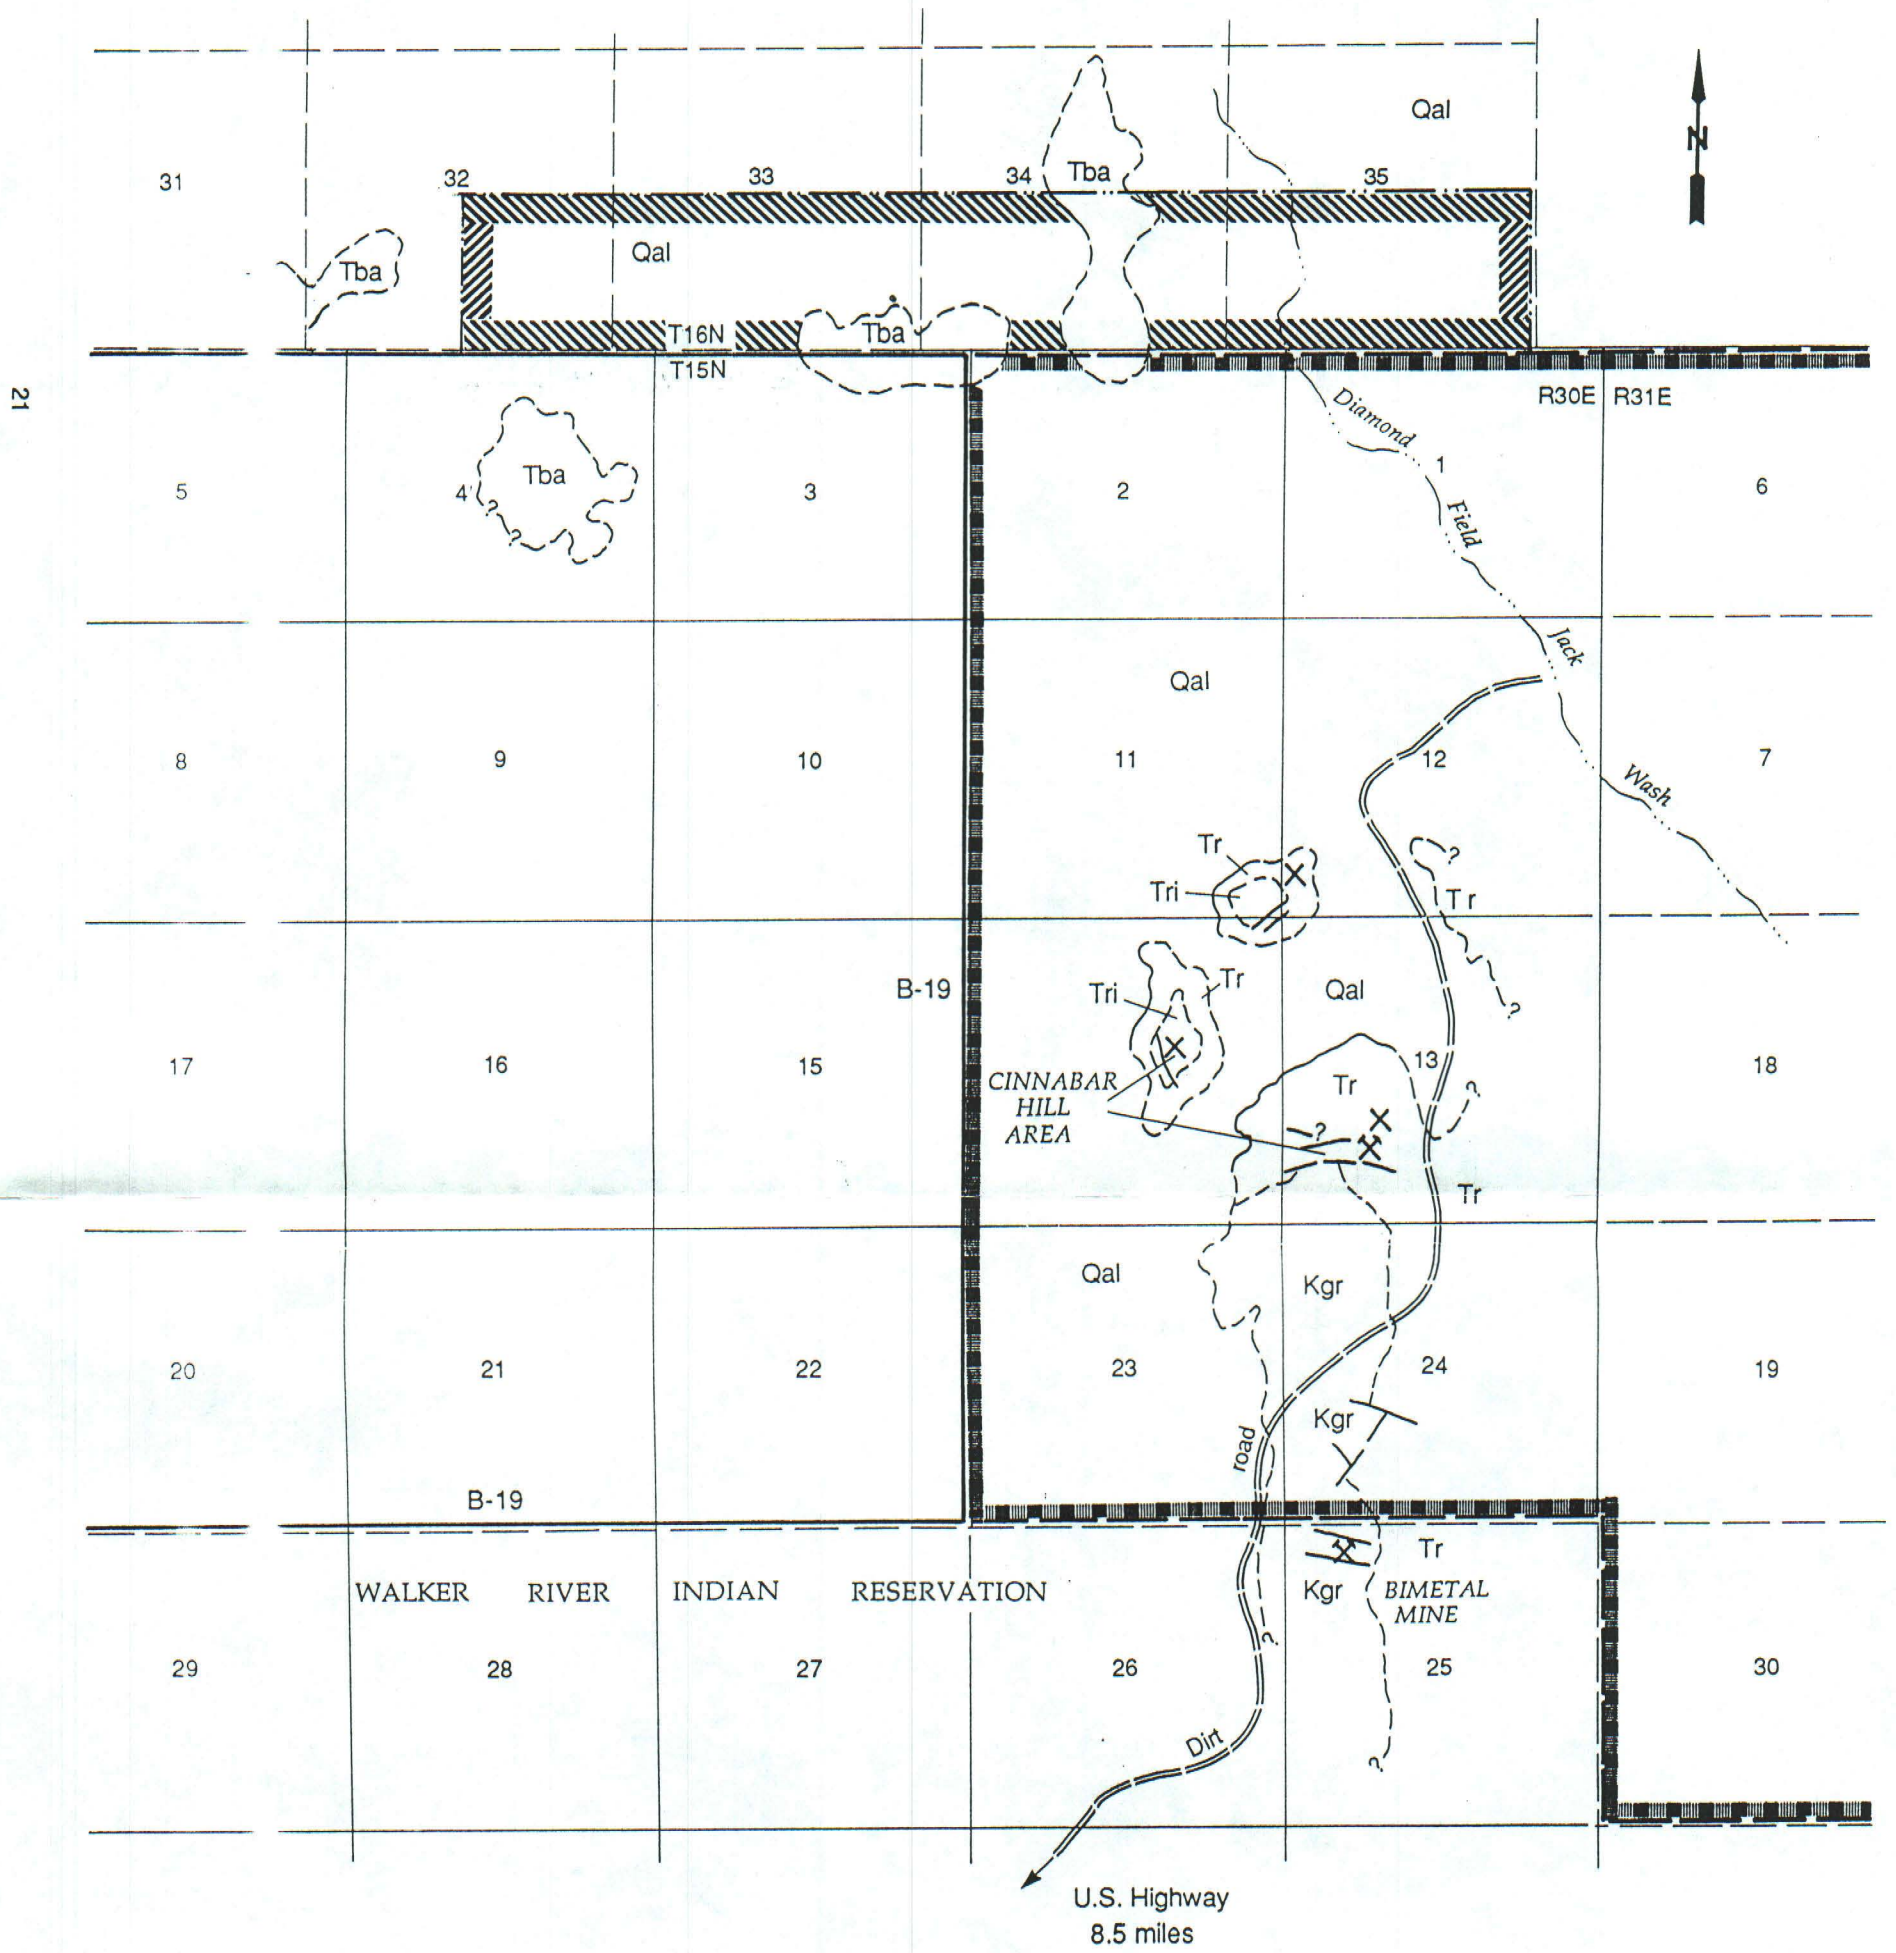 N
Qal
31
32
33
34
Tba
35
Tba
Qal
T16N
Tba
T15N
R30E
R31E
21
Diamond
Field
Jack
Wash
5
4
Tba
?
?
3
2
1
6
Qal
8
9
10
11
12
7
Tr
?
Tri
Tr
B-19
Tri
Tr
Qal
?
17
16
15
CINNABAR
HILL
AREA
13
Tr
?
?
18
Tr
Qal
Kgr
?
20
21
22
23
24
19
Kgr
road
B-19
Tr
WALKER RIVER INDIAN RESERVATION
Kgr
BIMETAL
MINE
?
29
28
27
26
25
30
Dirt
?
U.S. Highway
8.5 miles